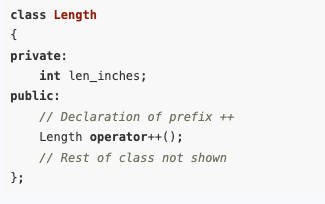 class Length
{
private:
    int len_inches;
public:
    // Declaration of prefix ++
    Length operator++();
    // Rest of class not shown
};